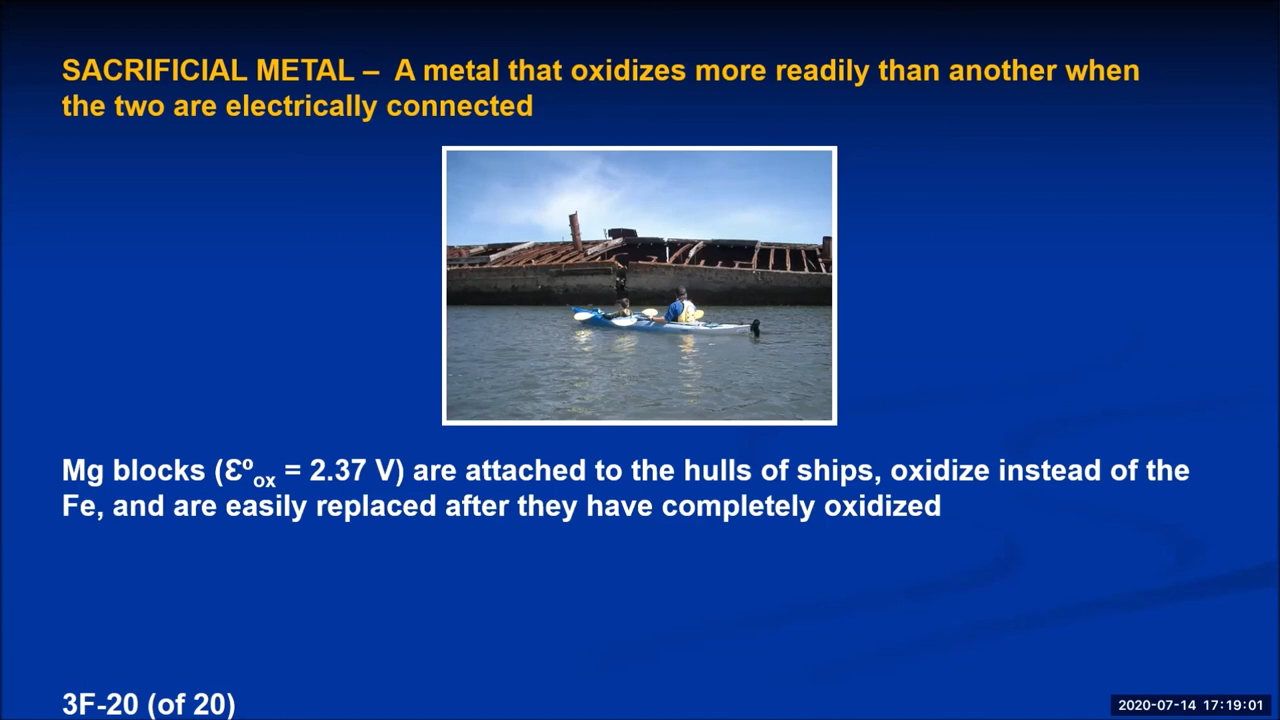 SACRIFICIAL METAL – A metal that oxidizes more readily than another when
the two are electrically connected
Mg blocks (Ɛºox = 2.37 V) are attached to the hulls of ships, oxidize instead of the
Fe, and are easily replaced after they have completely oxidized
3F-20 (of 20)
2020-07-14 17:19:01